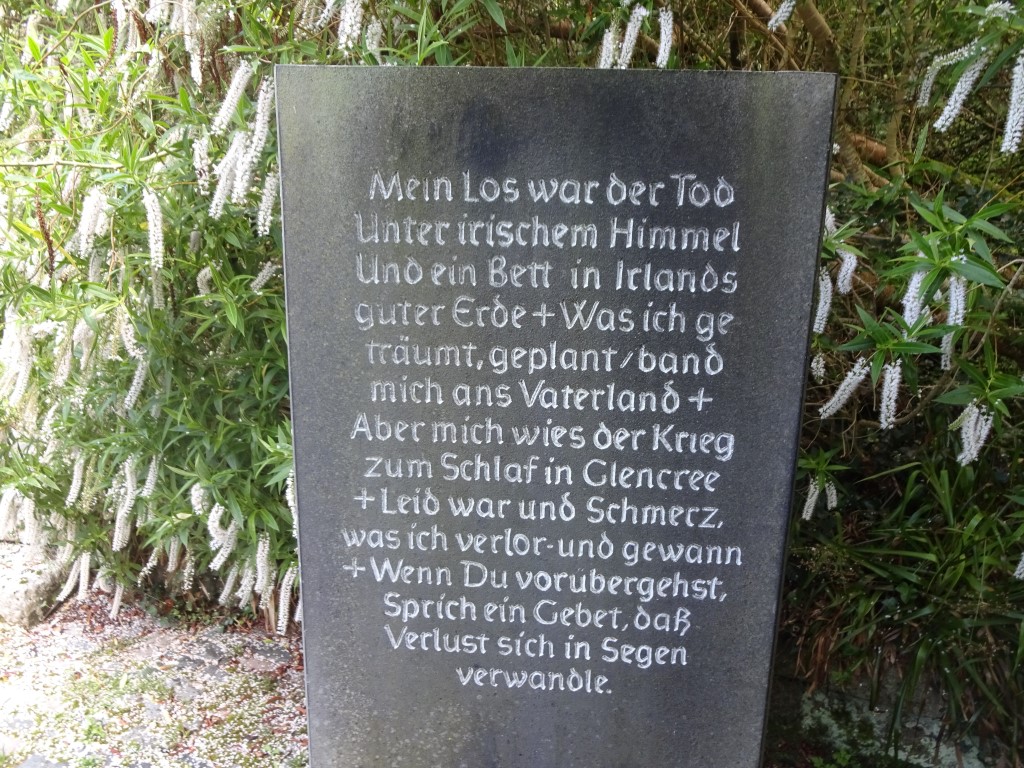 Mein Los war der Tod
Unter irischem Himmel
Und ein Bett in Irlands
guter Erde + Was ich ge
träumt, geplant / band
mich ans Vaterland +
Aber mich wies der Krieg
zum Schlaf in Glencree
+ Leid war und Schmerz,
was ich verlor-und gewann
+ Wenn Du vorübergehst,
Sprich ein Gebet, daß
Verlust sich in Segen
verwandle.